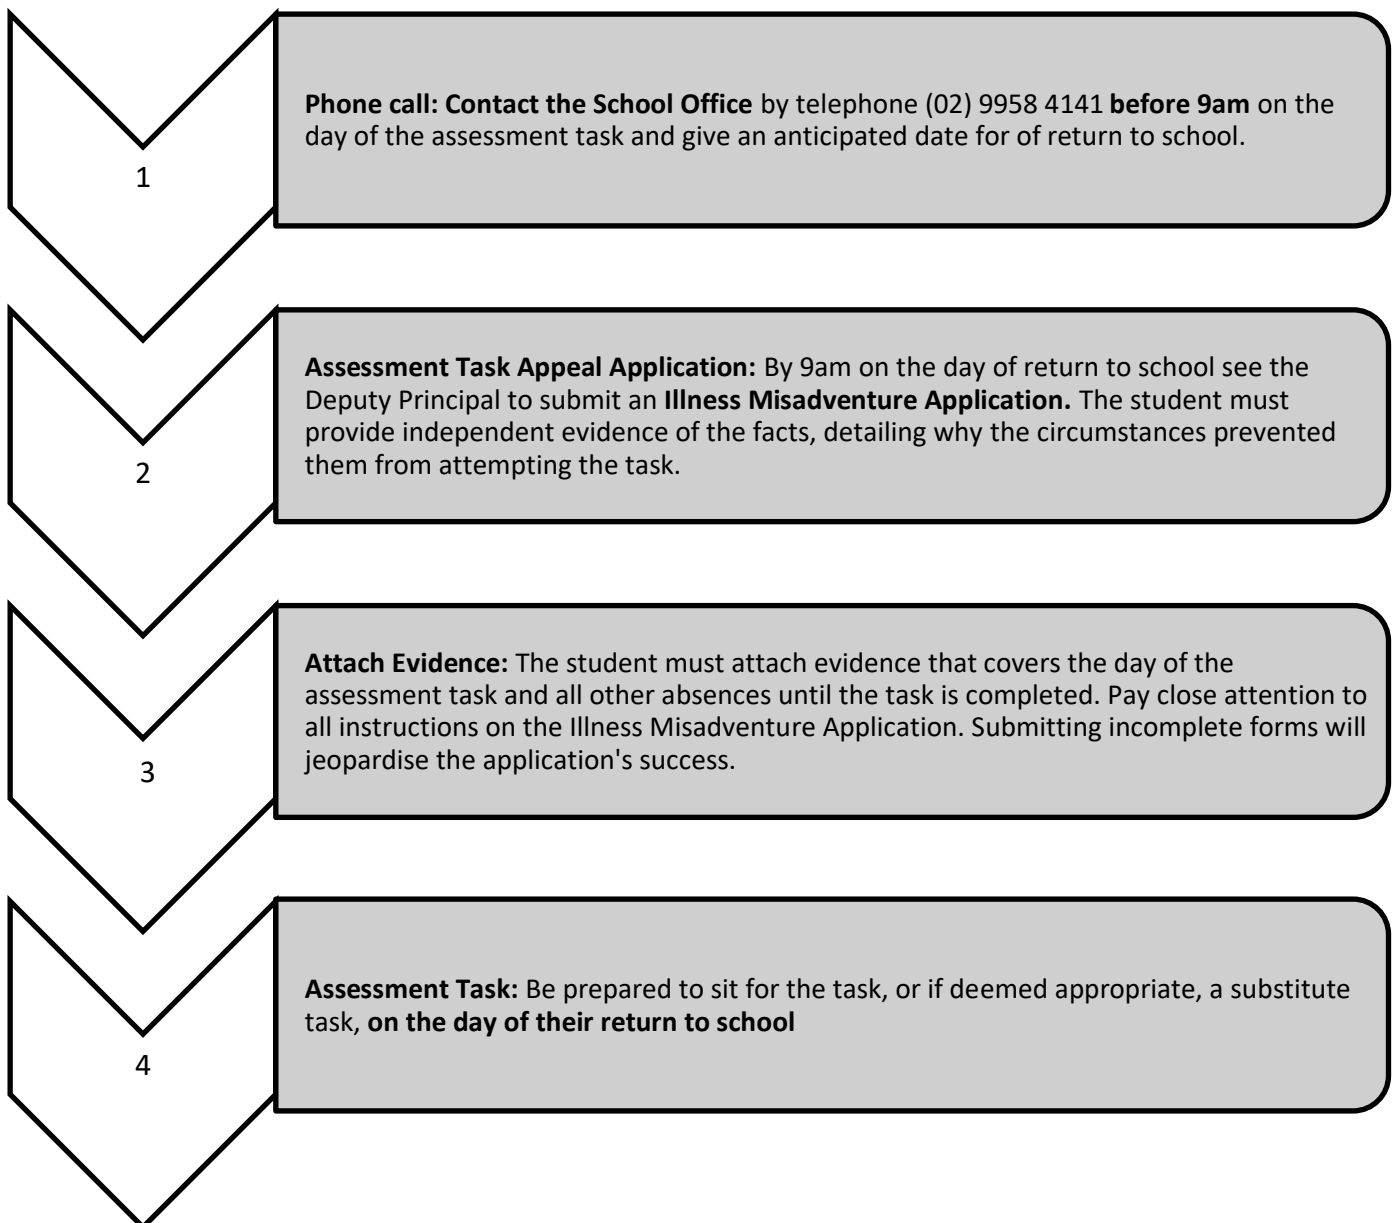 1
Phone call: Contact the School Office by telephone (02) 9958 4141 before 9am on the
day of the assessment task and give an anticipated date for of return to school.
2
Assessment Task Appeal Application: By 9am on the day of return to school see the
Deputy Principal to submit an Illness Misadventure Application. The student must
provide independent evidence of the facts, detailing why the circumstances prevented
them from attempting the task.
3
Attach Evidence: The student must attach evidence that covers the day of the
assessment task and all other absences until the task is completed. Pay close attention to
all instructions on the Illness Misadventure Application. Submitting incomplete forms will
jeopardise the application's success.
4
Assessment Task: Be prepared to sit for the task, or if deemed appropriate, a substitute
task, on the day of their return to school